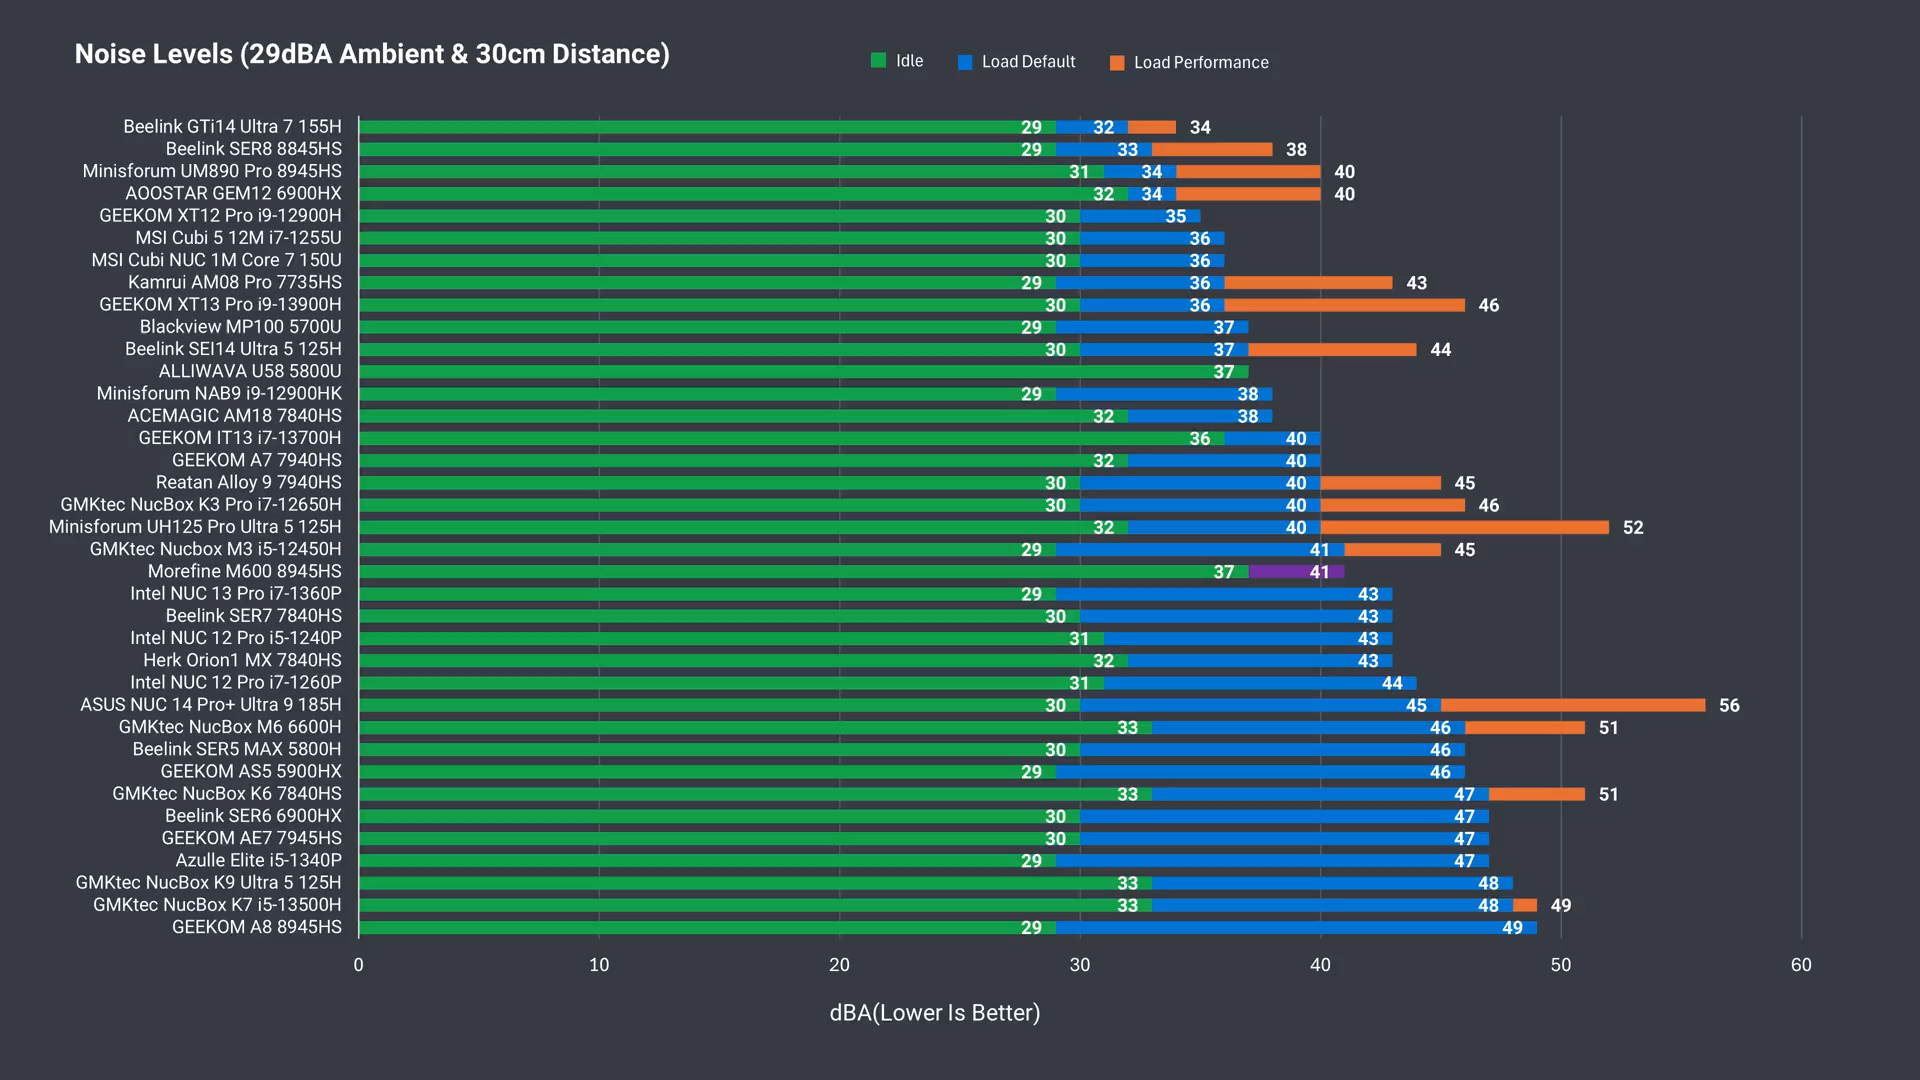 Noise Levels (29dBA Ambient & 30cm Distance)
Idle Load Default Load Performance
Beelink GTi14 Ultra 7 155H 29 32 34
Beelink SER8 8845HS 29 33 38
Minisforum UM890 Pro 8945HS 31 34 40
AOOSTAR GEM12 6900HX 32 34 40
GEEKOM XT12 Pro i9-12900H 30 35
MSI Cubi 5 12M i7-1255U 30 36
MSI Cubi NUC 1M Core 7 150U 30 36
Kamrui AM08 Pro 7735HS 29 36 43
GEEKOM XT13 Pro i9-13900H 30 36 46
Blackview MP100 5700U 29 37
Beelink SEI14 Ultra 5 125H 30 37 44
ALLIWAVA U58 5800U 37
Minisforum NAB9 i9-12900HK 29 38
ACEMAGIC AM18 7840HS 32 38
GEEKOM IT13 i7-13700H 36 40
GEEKOM A7 7940HS 32 40
Reatan Alloy 9 7940HS 30 40 45
GMKtec NucBox K3 Pro i7-12650H 30 40 46
Minisforum UH125 Pro Ultra 5 125H 32 40 52
GMKtec Nucbox M3 i5-12450H 29 41 45
Morefine M600 8945HS 37 41
Intel NUC 13 Pro i7-1360P 29 43
Beelink SER7 7840HS 30 43
Intel NUC 12 Pro i5-1240P 31 43
Herk Orion1 MX 7840HS 32 43
Intel NUC 12 Pro i7-1260P 31 44
ASUS NUC 14 Pro+ Ultra 9 185H 30 45 56
GMKtec NucBox M6 6600H 33 46 51
Beelink SER5 MAX 5800H 30 46
GEEKOM AS5 5900HX 29 46
GMKtec NucBox K6 7840HS 33 47 51
Beelink SER6 6900HX 30 47
GEEKOM AE7 7945HS 30 47
Azulle Elite i5-1340P 29 47
GMKtec NucBox K9 Ultra 5 125H 33 48
GMKtec NucBox K7 i5-13500H 33 48 49
GEEKOM A8 8945HS 29 49
0 10 20 30 40 50 60
dBA(Lower Is Better)